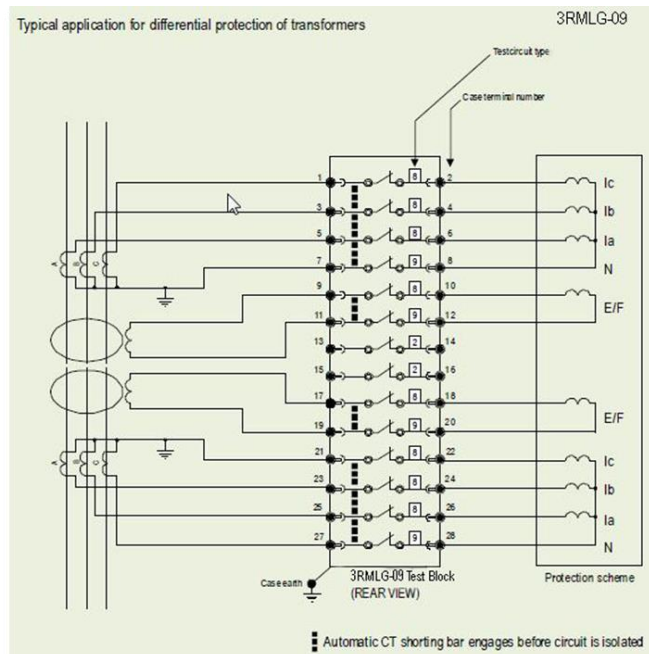 Typical application for differential protection of transformers
3RMLG-09
Testcircuit type
Case terminal number
1 8 2 Ic
3 8 4 Ib
5 8 6 Ia
7 9 8 N
9 8 10
E/F
11 9 12
13 2 14
15 2 16
17 8 18
E/F
19 9 20
21 8 22 Ic
23 8 24 Ib
25 8 26 Ia
27 9 28 N
A B C
A B C
Case earth
3RMLG-09 Test Block
(REAR VIEW)
Protection scheme
Automatic CT shorting bar engages before circuit is isolated